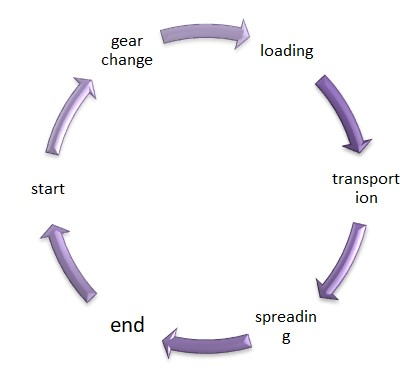 gear
change
loading
transport
ion
spreadin
g
end
start